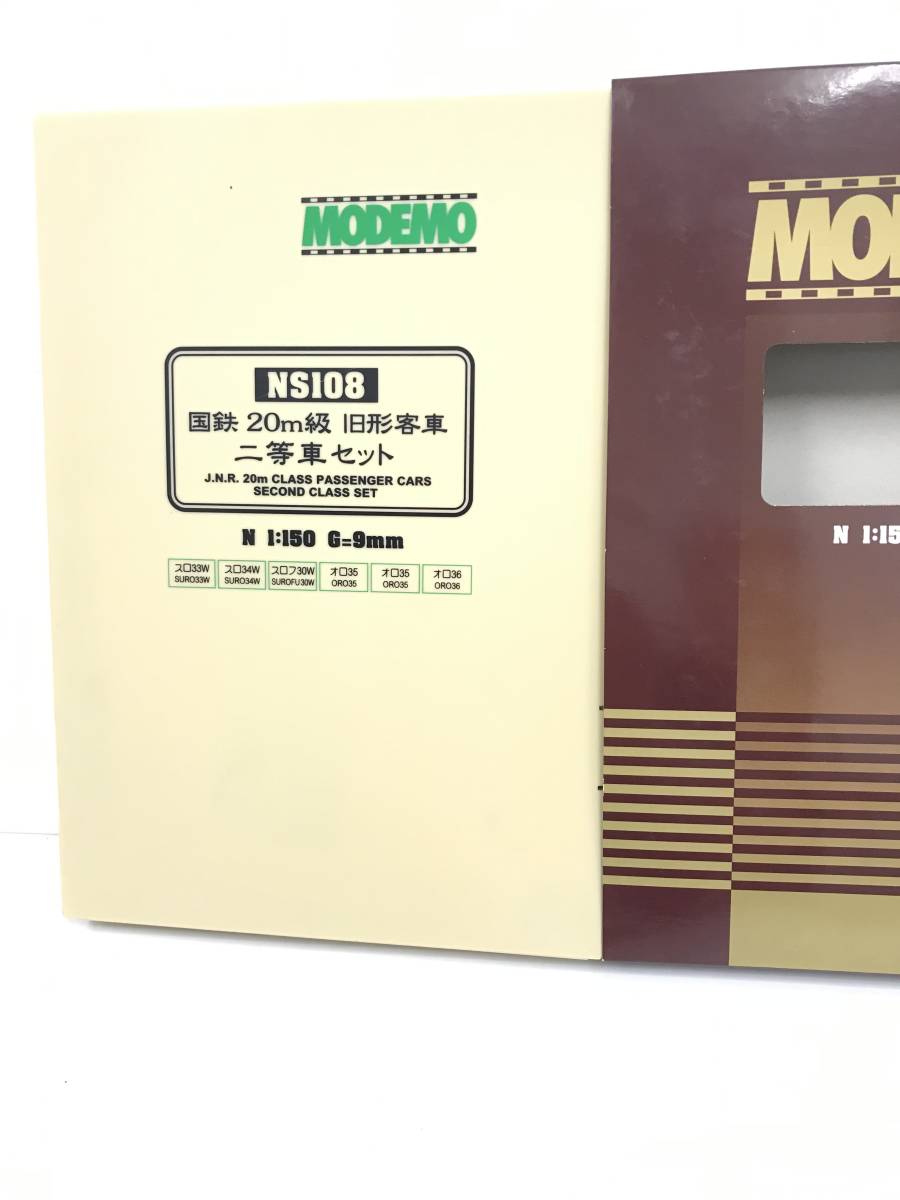 MODEMO
NS108
国鉄 20m級 旧形客車
二等車セット
J.N.R. 20m CLASS PASSENGER CARS
SECOND CLASS SET
N 1:150 G=9mm
スロ33W スロ34W スロフ30W オロ35 オロ35 オロ36
SURO33W SURO34W SUROFU30W ORO35 ORO35 ORO36
MO
N 1:15